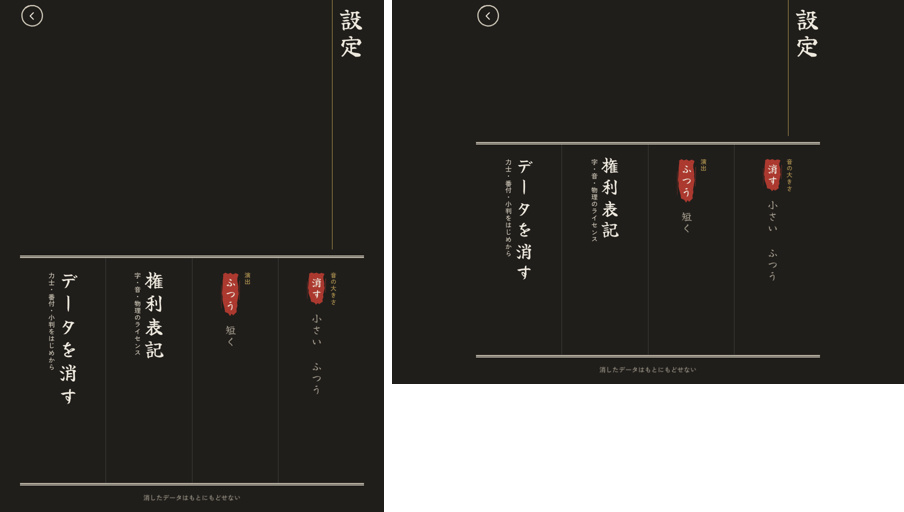 設定
音の大きさ
消す
小さい
ふつう
演出
ふつう
短く
権利表記
字・音・物理のライセンス
データを消す
力士・番付・小判をはじめから
消したデータはもとにもどせない
設定
音の大きさ
消す
小さい
ふつう
演出
ふつう
短く
権利表記
字・音・物理のライセンス
データを消す
力士・番付・小判をはじめから
消したデータはもとにもどせない